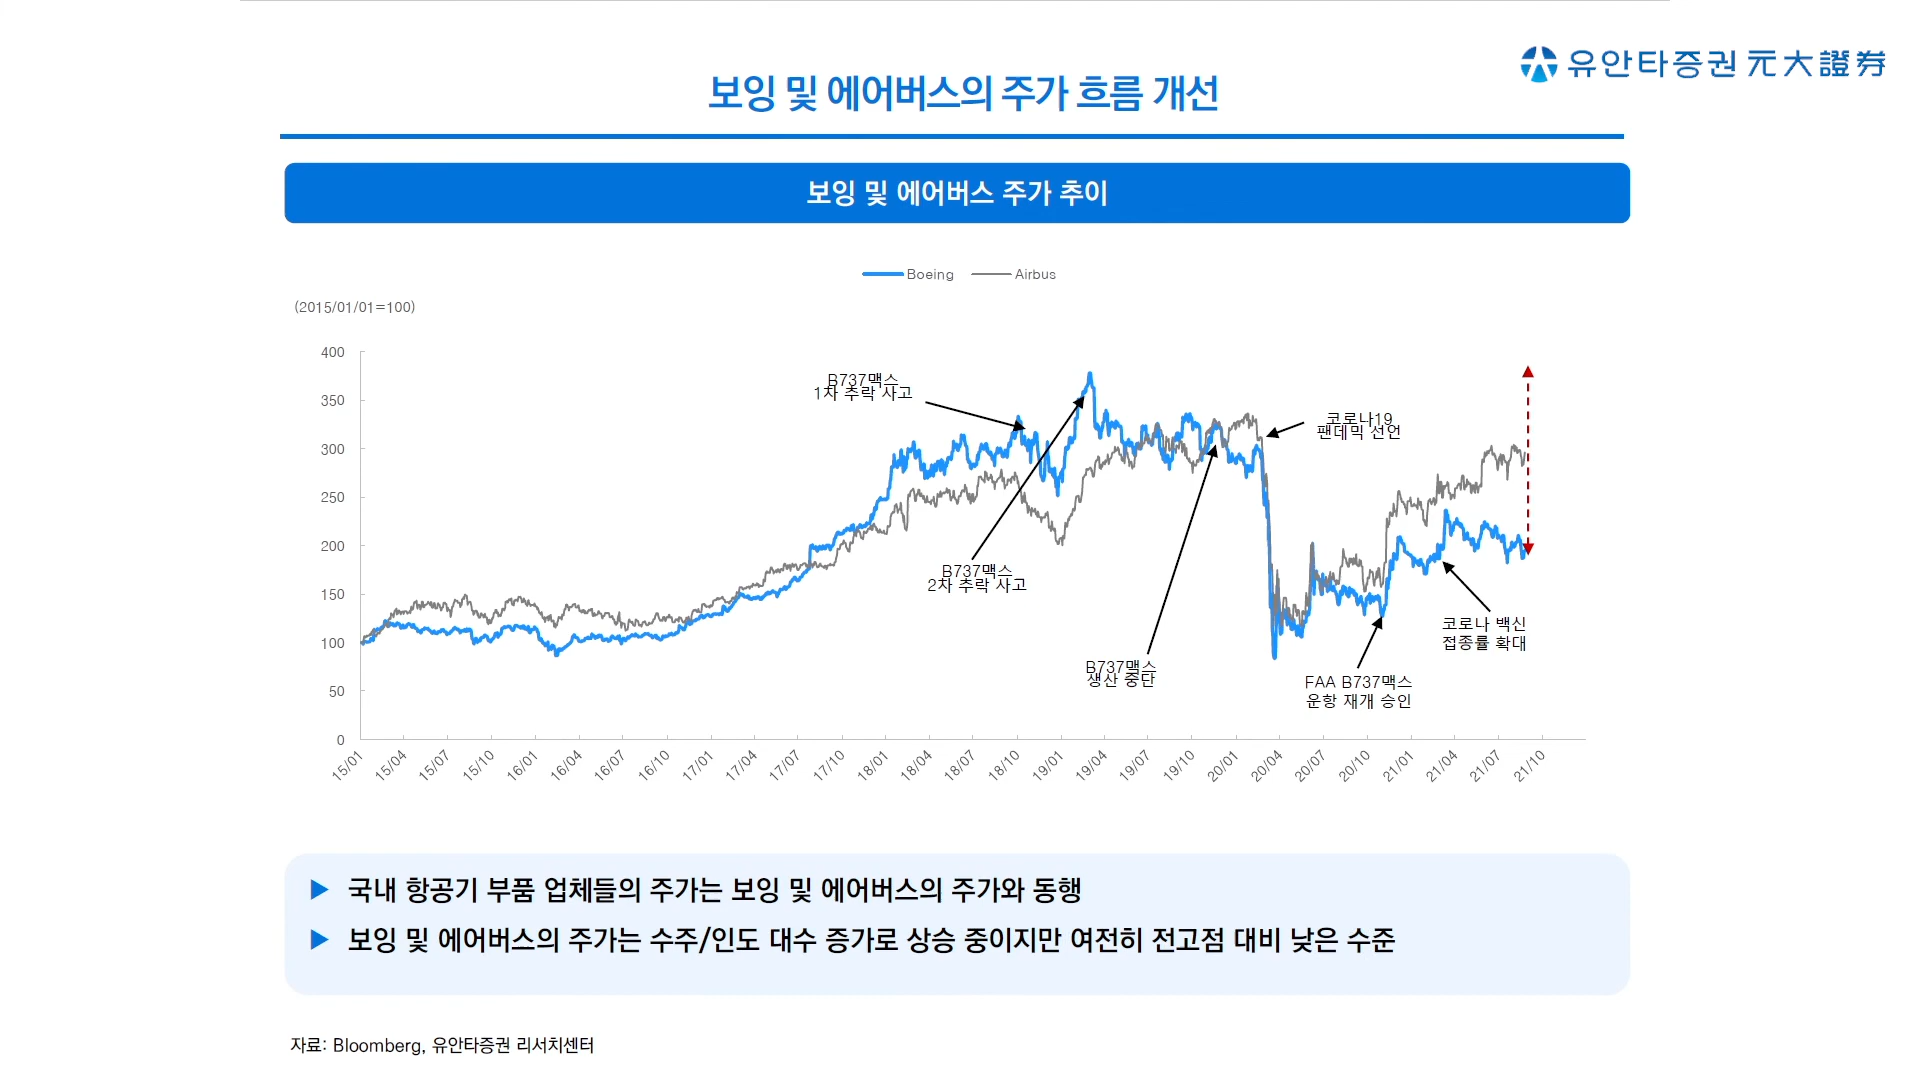 유안타증권 元大證券
보잉 및 에어버스의 주가 흐름 개선
보잉 및 에어버스 주가 추이
Boeing Airbus
(2015/01/01=100)
400
350
300
250
200
150
100
50
0
B737맥스
1차 추락 사고
코로나19
팬데믹 선언
B737맥스
2차 추락 사고
코로나 백신
접종률 확대
B737맥스
생산 중단
FAA B737맥스
운항 재개 승인
15/01 15/04 15/07 15/10 16/01 16/04 16/07 16/10 17/01 17/04 17/07 17/10 18/01 18/04 18/07 18/10 19/01 19/04 19/07 19/10 20/01 20/04 20/07 20/10 21/01 21/04 21/07 21/10
▶ 국내 항공기 부품 업체들의 주가는 보잉 및 에어버스의 주가와 동행
▶ 보잉 및 에어버스의 주가는 수주/인도 대수 증가로 상승 중이지만 여전히 전고점 대비 낮은 수준
자료: Bloomberg, 유안타증권 리서치센터